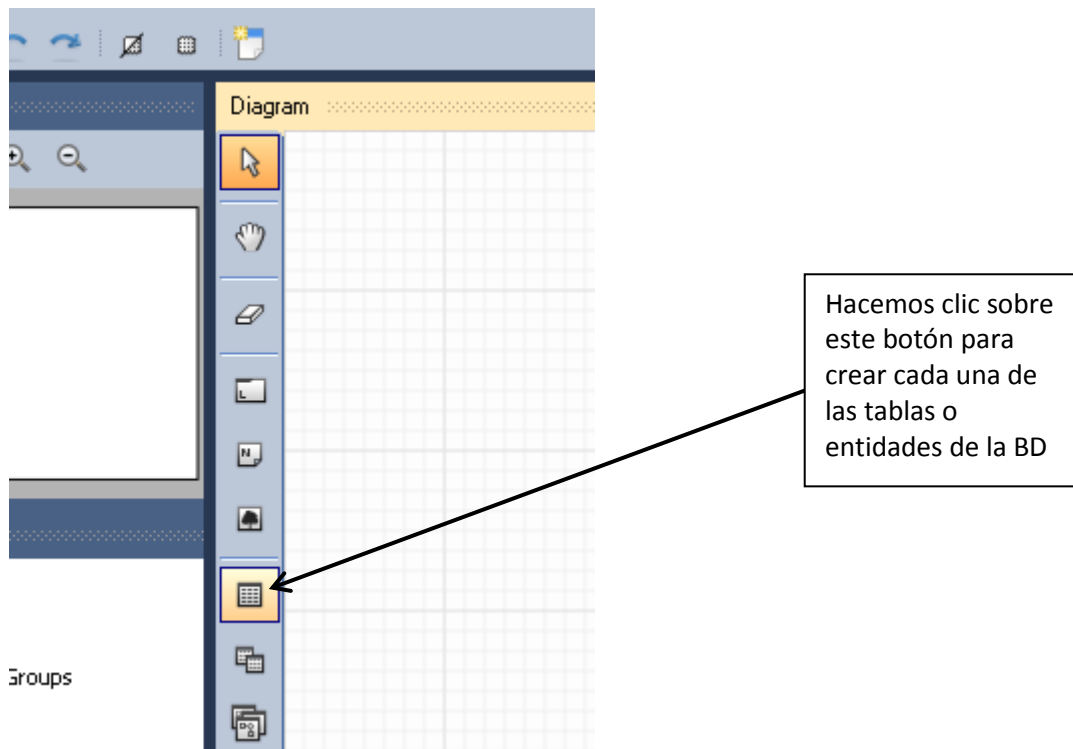 Diagram
Hacemos clic sobre
este botón para
crear cada una de
las tablas o
entidades de la BD
L
N
Groups